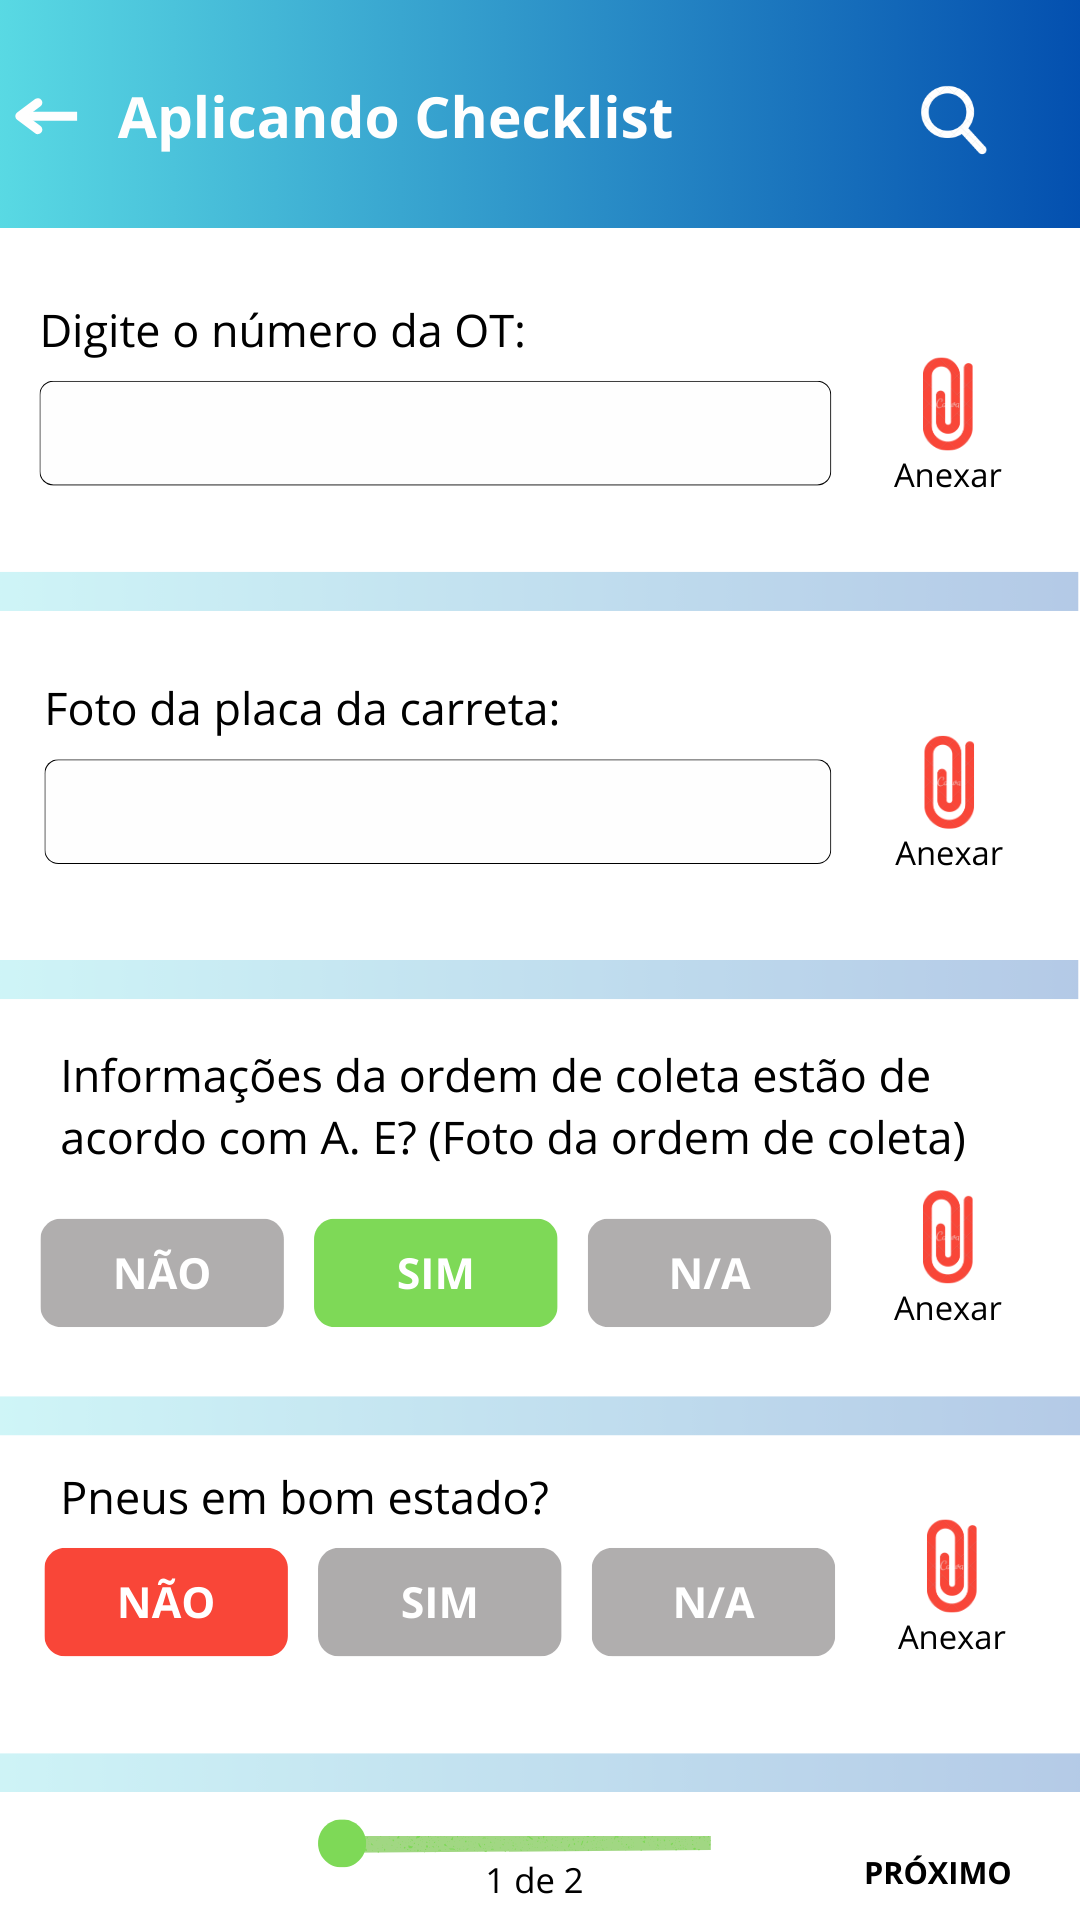 Aplicando Checklist
Digite o número da OT:
Anexar
Foto da placa da carreta:
Anexar
Informações da ordem de coleta estão de
acordo com A. E? (Foto da ordem de coleta)
NÃO
SIM
N/A
Anexar
Pneus em bom estado?
NÃO
SIM
N/A
Anexar
1 de 2
PRÓXIMO